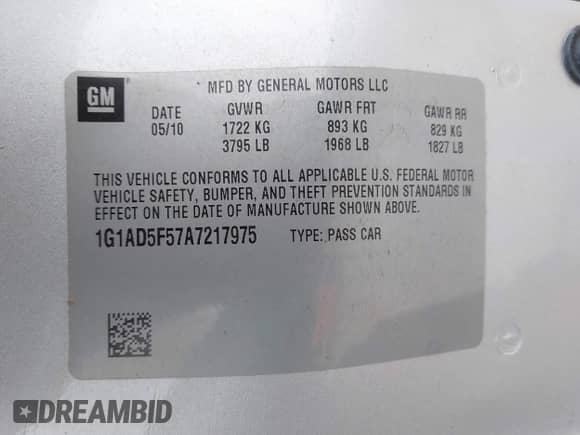 GM
MFD BY GENERAL MOTORS LLC
DATE GVWR GAWR FRT GAWR RR
05/10 1722 KG 893 KG 829 KG
3795 LB 1968 LB 1827 LB
THIS VEHICLE CONFORMS TO ALL APPLICABLE U.S. FEDERAL MOTOR
VEHICLE SAFETY, BUMPER, AND THEFT PREVENTION STANDARDS IN
EFFECT ON THE DATE OF MANUFACTURE SHOWN ABOVE.
1G1AD5F57A7217975 TYPE: PASS CAR
DREAMBID